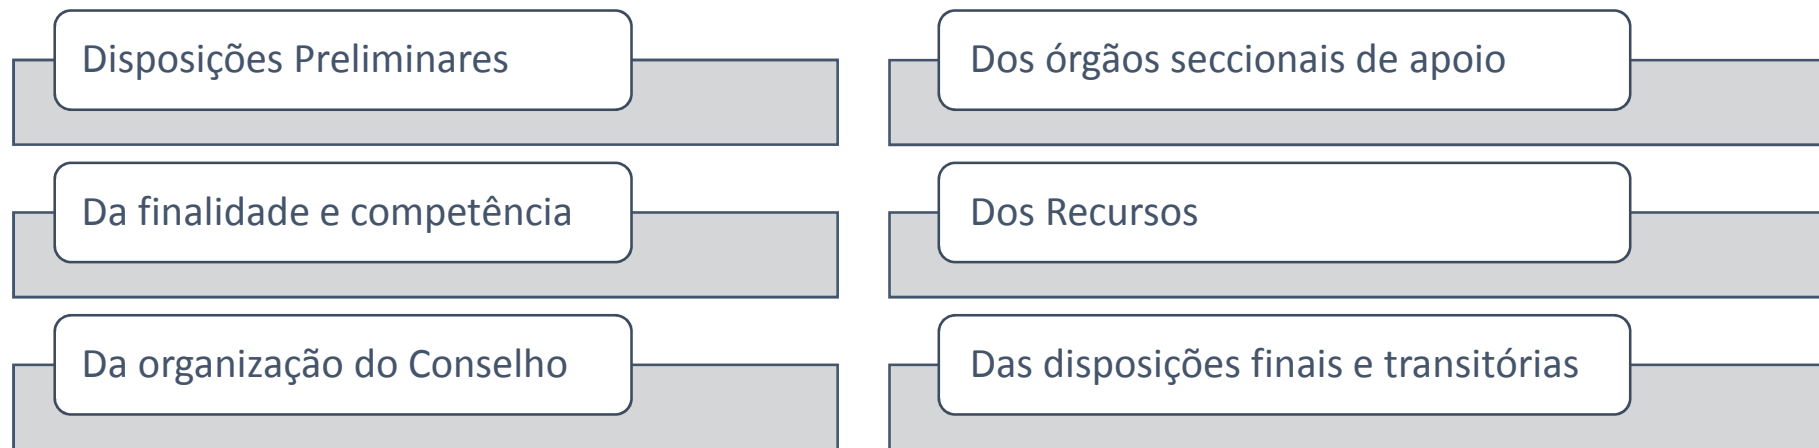 Disposições Preliminares
Da finalidade e competência
Da organização do Conselho
Dos órgãos seccionais de apoio
Dos Recursos
Das disposições finais e transitórias